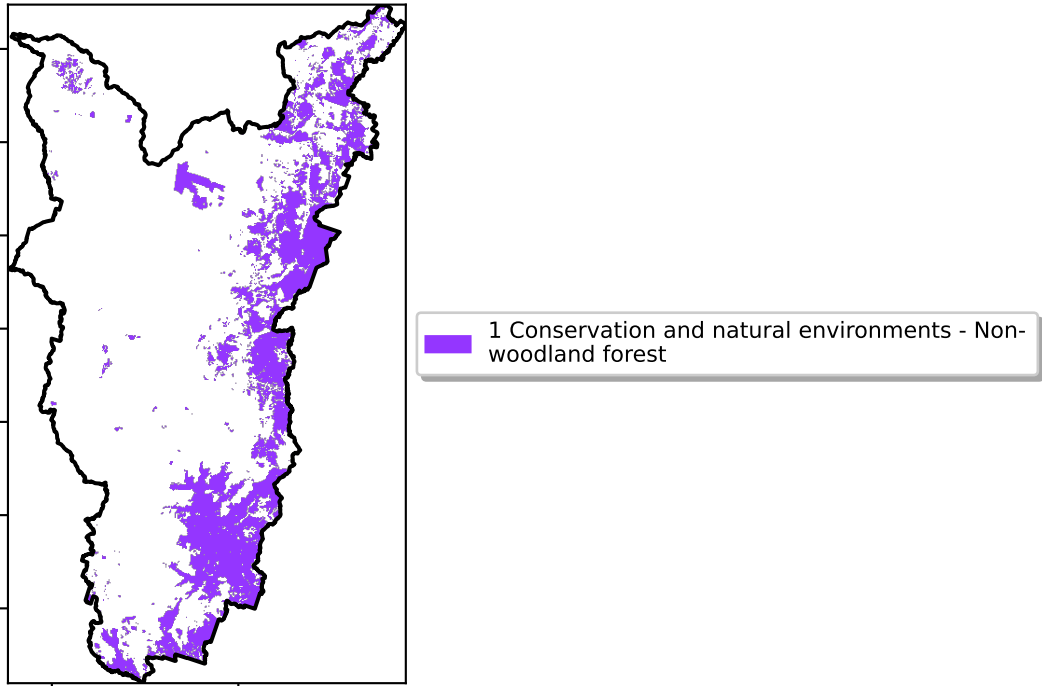 1 Conservation and natural environments - Non-
woodland forest